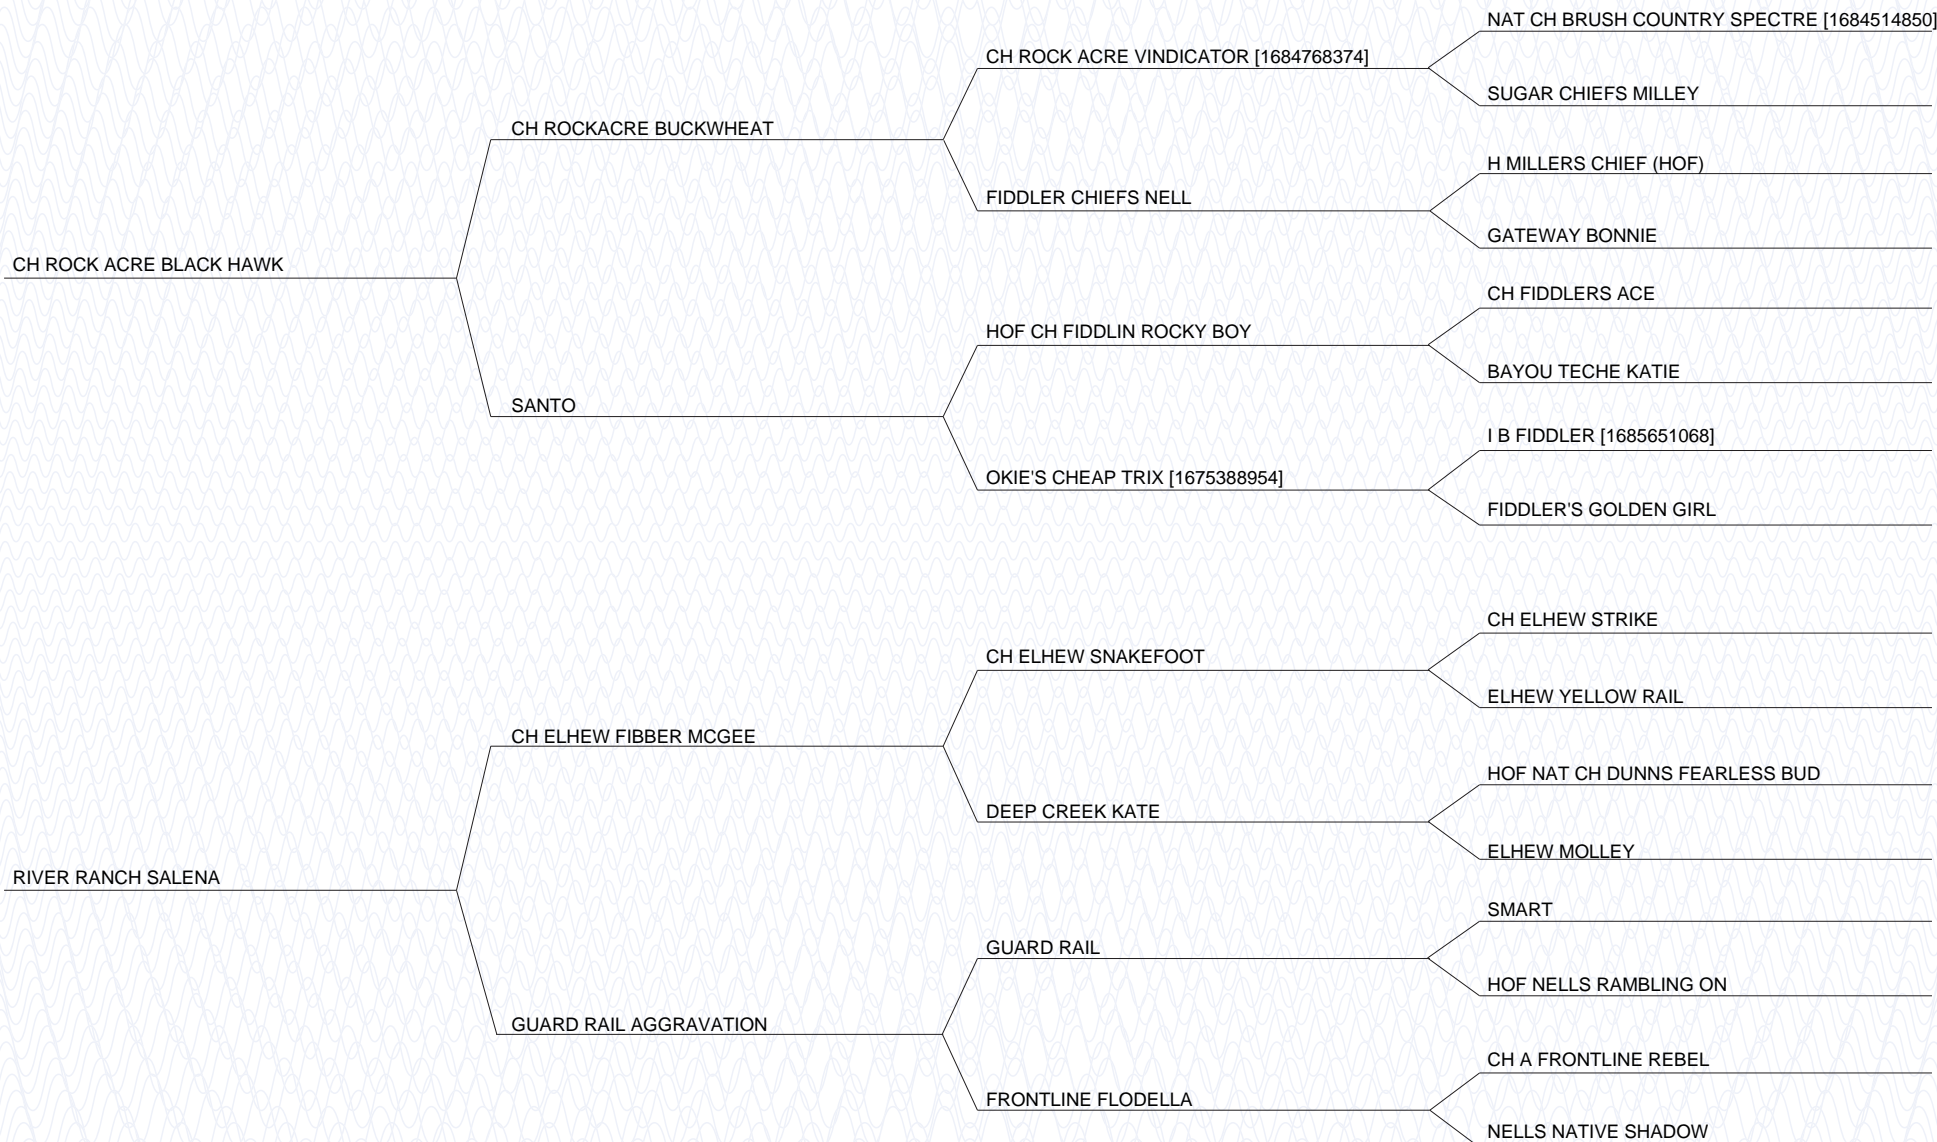 NAT CH BRUSH COUNTRY SPECTRE [1684514850]
CH ROCK ACRE VINDICATOR [1684768374]
SUGAR CHIEFS MILLEY
CH ROCKACRE BUCKWHEAT
H MILLERS CHIEF (HOF)
FIDDLER CHIEFS NELL
GATEWAY BONNIE
CH ROCK ACRE BLACK HAWK
CH FIDDLERS ACE
HOF CH FIDDLIN ROCKY BOY
BAYOU TECHE KATIE
SANTO
I B FIDDLER [1685651068]
OKIE'S CHEAP TRIX [1675388954]
FIDDLER'S GOLDEN GIRL
CH ELHEW STRIKE
CH ELHEW SNAKEFOOT
ELHEW YELLOW RAIL
CH ELHEW FIBBER MCGEE
HOF NAT CH DUNNS FEARLESS BUD
DEEP CREEK KATE
ELHEW MOLLEY
RIVER RANCH SALENA
SMART
GUARD RAIL
HOF NELLS RAMBLING ON
GUARD RAIL AGGRAVATION
CH A FRONTLINE REBEL
FRONTLINE FLODELLA
NELLS NATIVE SHADOW